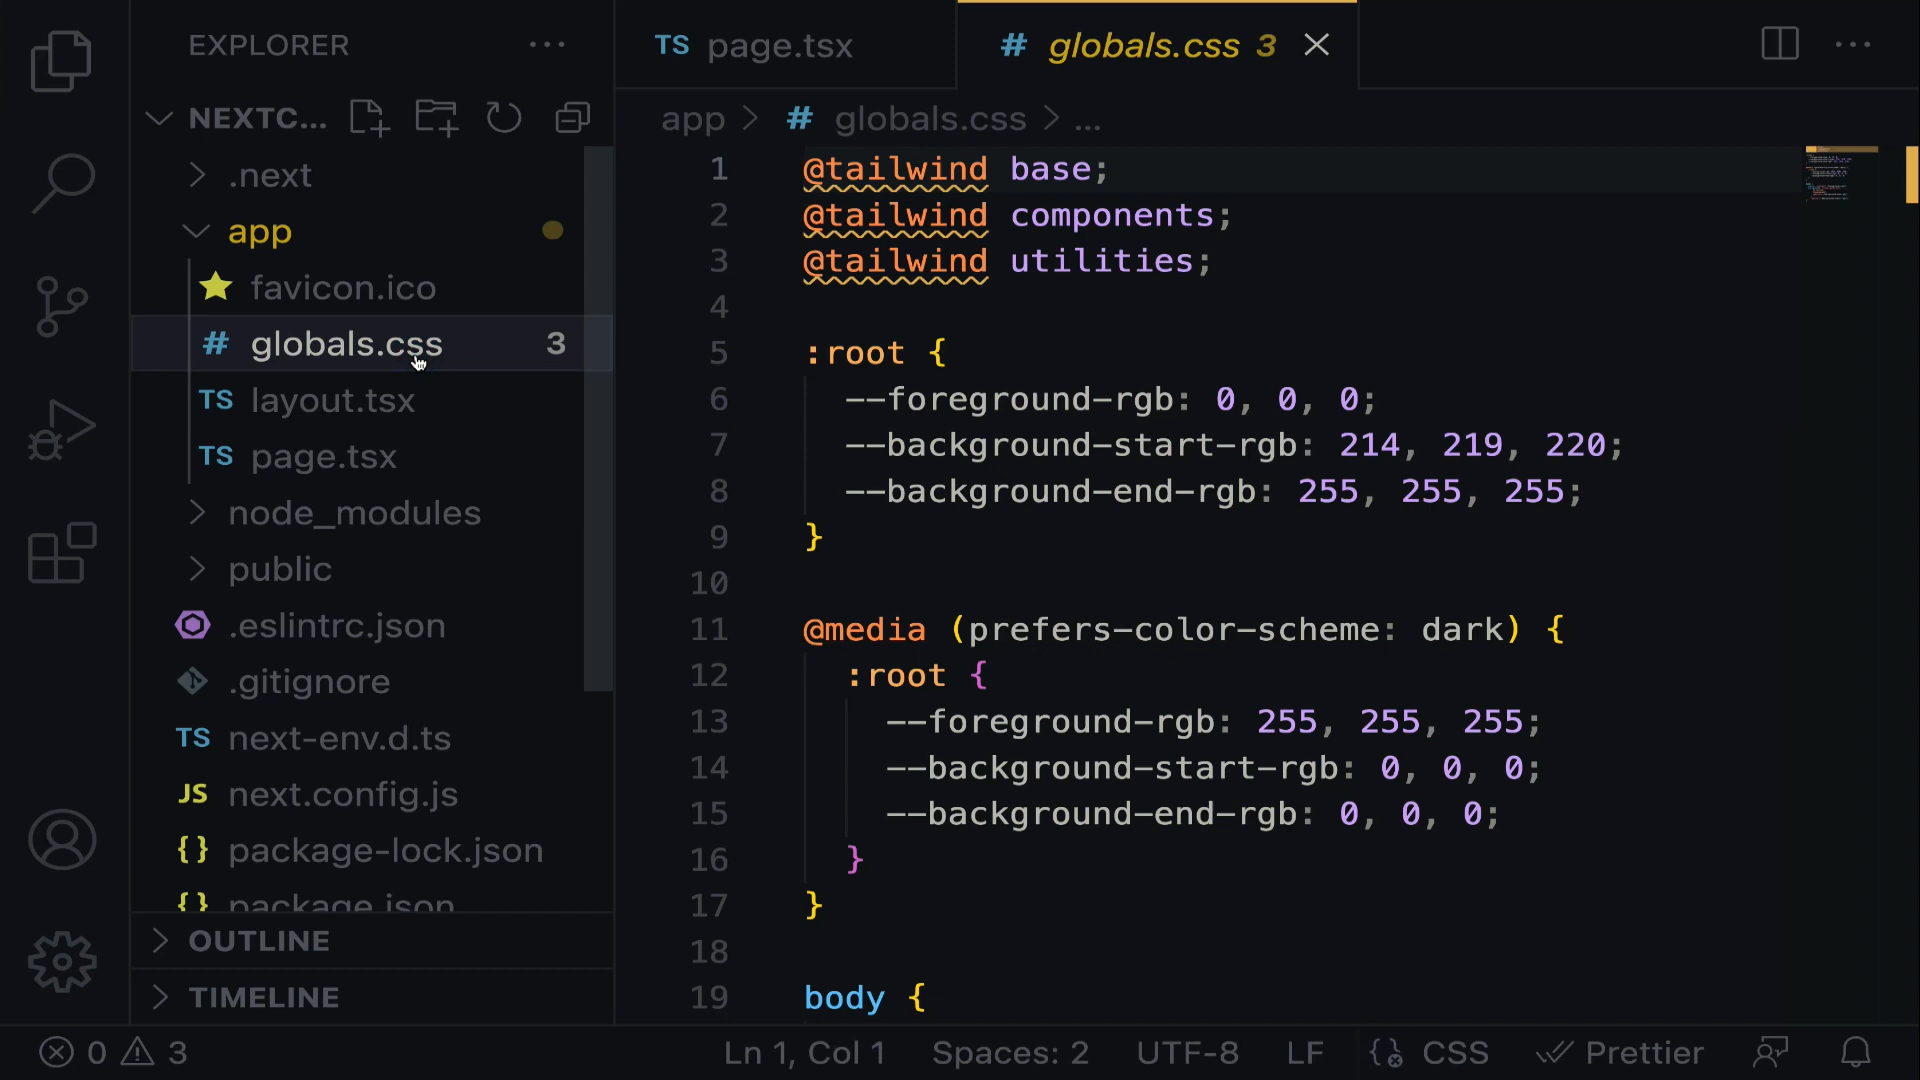 EXPLORER ...
NEXTC...
.next
app
favicon.ico
# globals.css 3
TS layout.tsx
TS page.tsx
node_modules
public
.eslintrc.json
.gitignore
TS next-env.d.ts
JS next.config.js
{} package-lock.json
{} package.json
OUTLINE
TIMELINE
TS page.tsx
# globals.css 3
app > # globals.css > ...
1 @tailwind base;
2 @tailwind components;
3 @tailwind utilities;
4
5 :root {
6 --foreground-rgb: 0, 0, 0;
7 --background-start-rgb: 214, 219, 220;
8 --background-end-rgb: 255, 255, 255;
9 }
10
11 @media (prefers-color-scheme: dark) {
12 :root {
13 --foreground-rgb: 255, 255, 255;
14 --background-start-rgb: 0, 0, 0;
15 --background-end-rgb: 0, 0, 0;
16 }
17 }
18
19 body {
0 3 Ln 1, Col 1 Spaces: 2 UTF-8 LF {} CSS Prettier